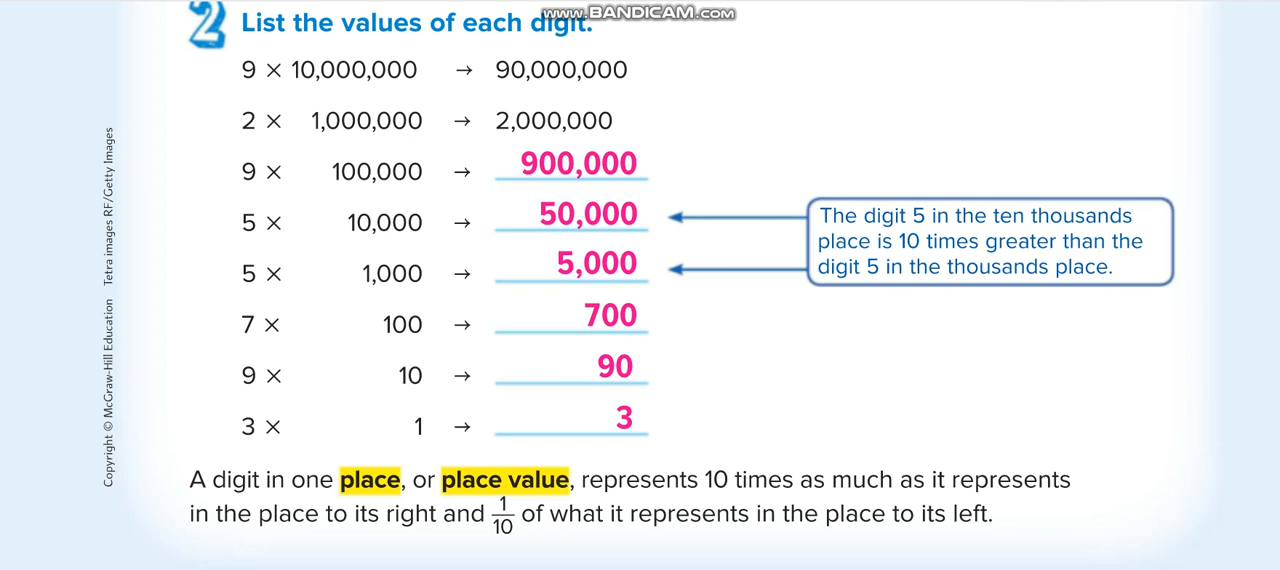 www.BANDICAM.com
2 List the values of each digit.
9 × 10,000,000 → 90,000,000
2 × 1,000,000 → 2,000,000
9 × 100,000 → 900,000
5 × 10,000 → 50,000
5 × 1,000 → 5,000
7 × 100 → 700
9 × 10 → 90
3 × 1 → 3
The digit 5 in the ten thousands
place is 10 times greater than the
digit 5 in the thousands place.
A digit in one place, or place value, represents 10 times as much as it represents
in the place to its right and 1/10 of what it represents in the place to its left.
Copyright © McGraw-Hill Education Tetra images RF/Getty Images